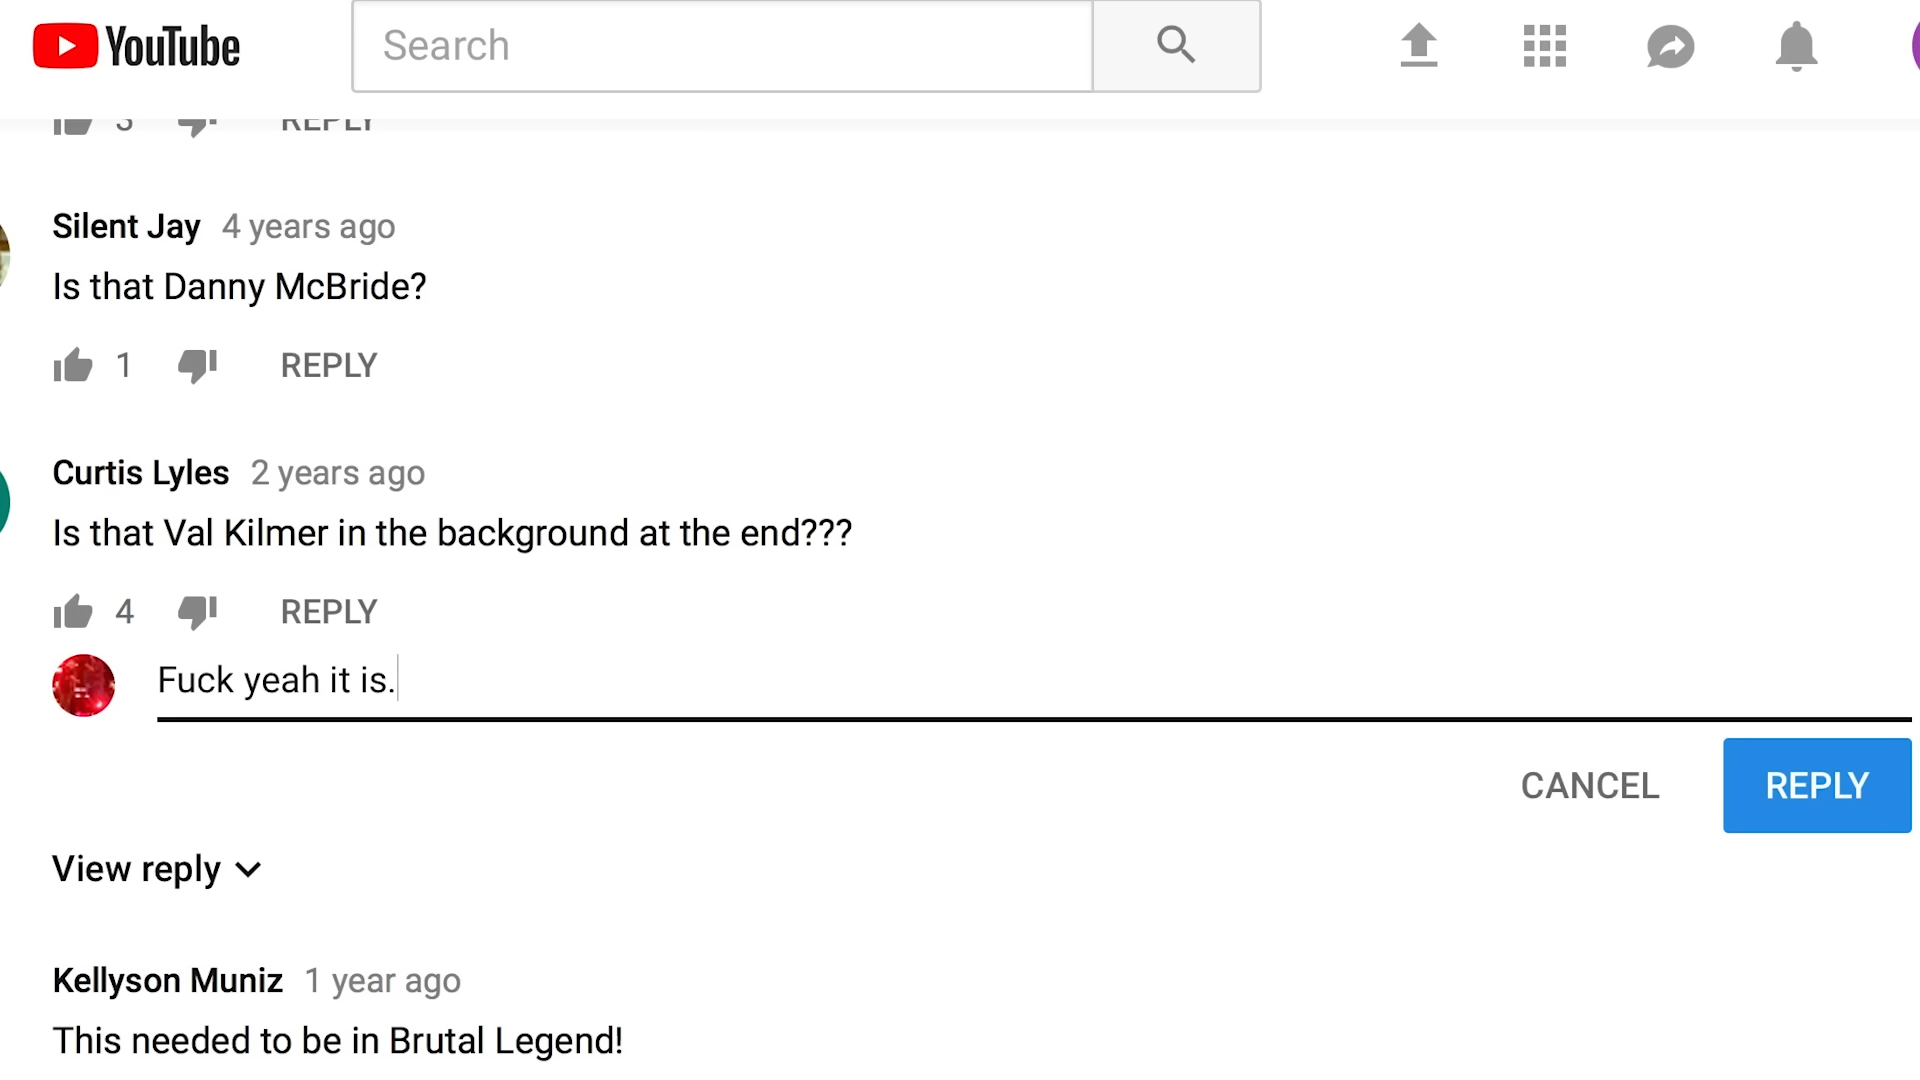 YouTube
Search
3 REPLY
Silent Jay 4 years ago
Is that Danny McBride?
1 REPLY
Curtis Lyles 2 years ago
Is that Val Kilmer in the background at the end???
4 REPLY
Fuck yeah it is.
CANCEL REPLY
View reply
Kellyson Muniz 1 year ago
This needed to be in Brutal Legend!